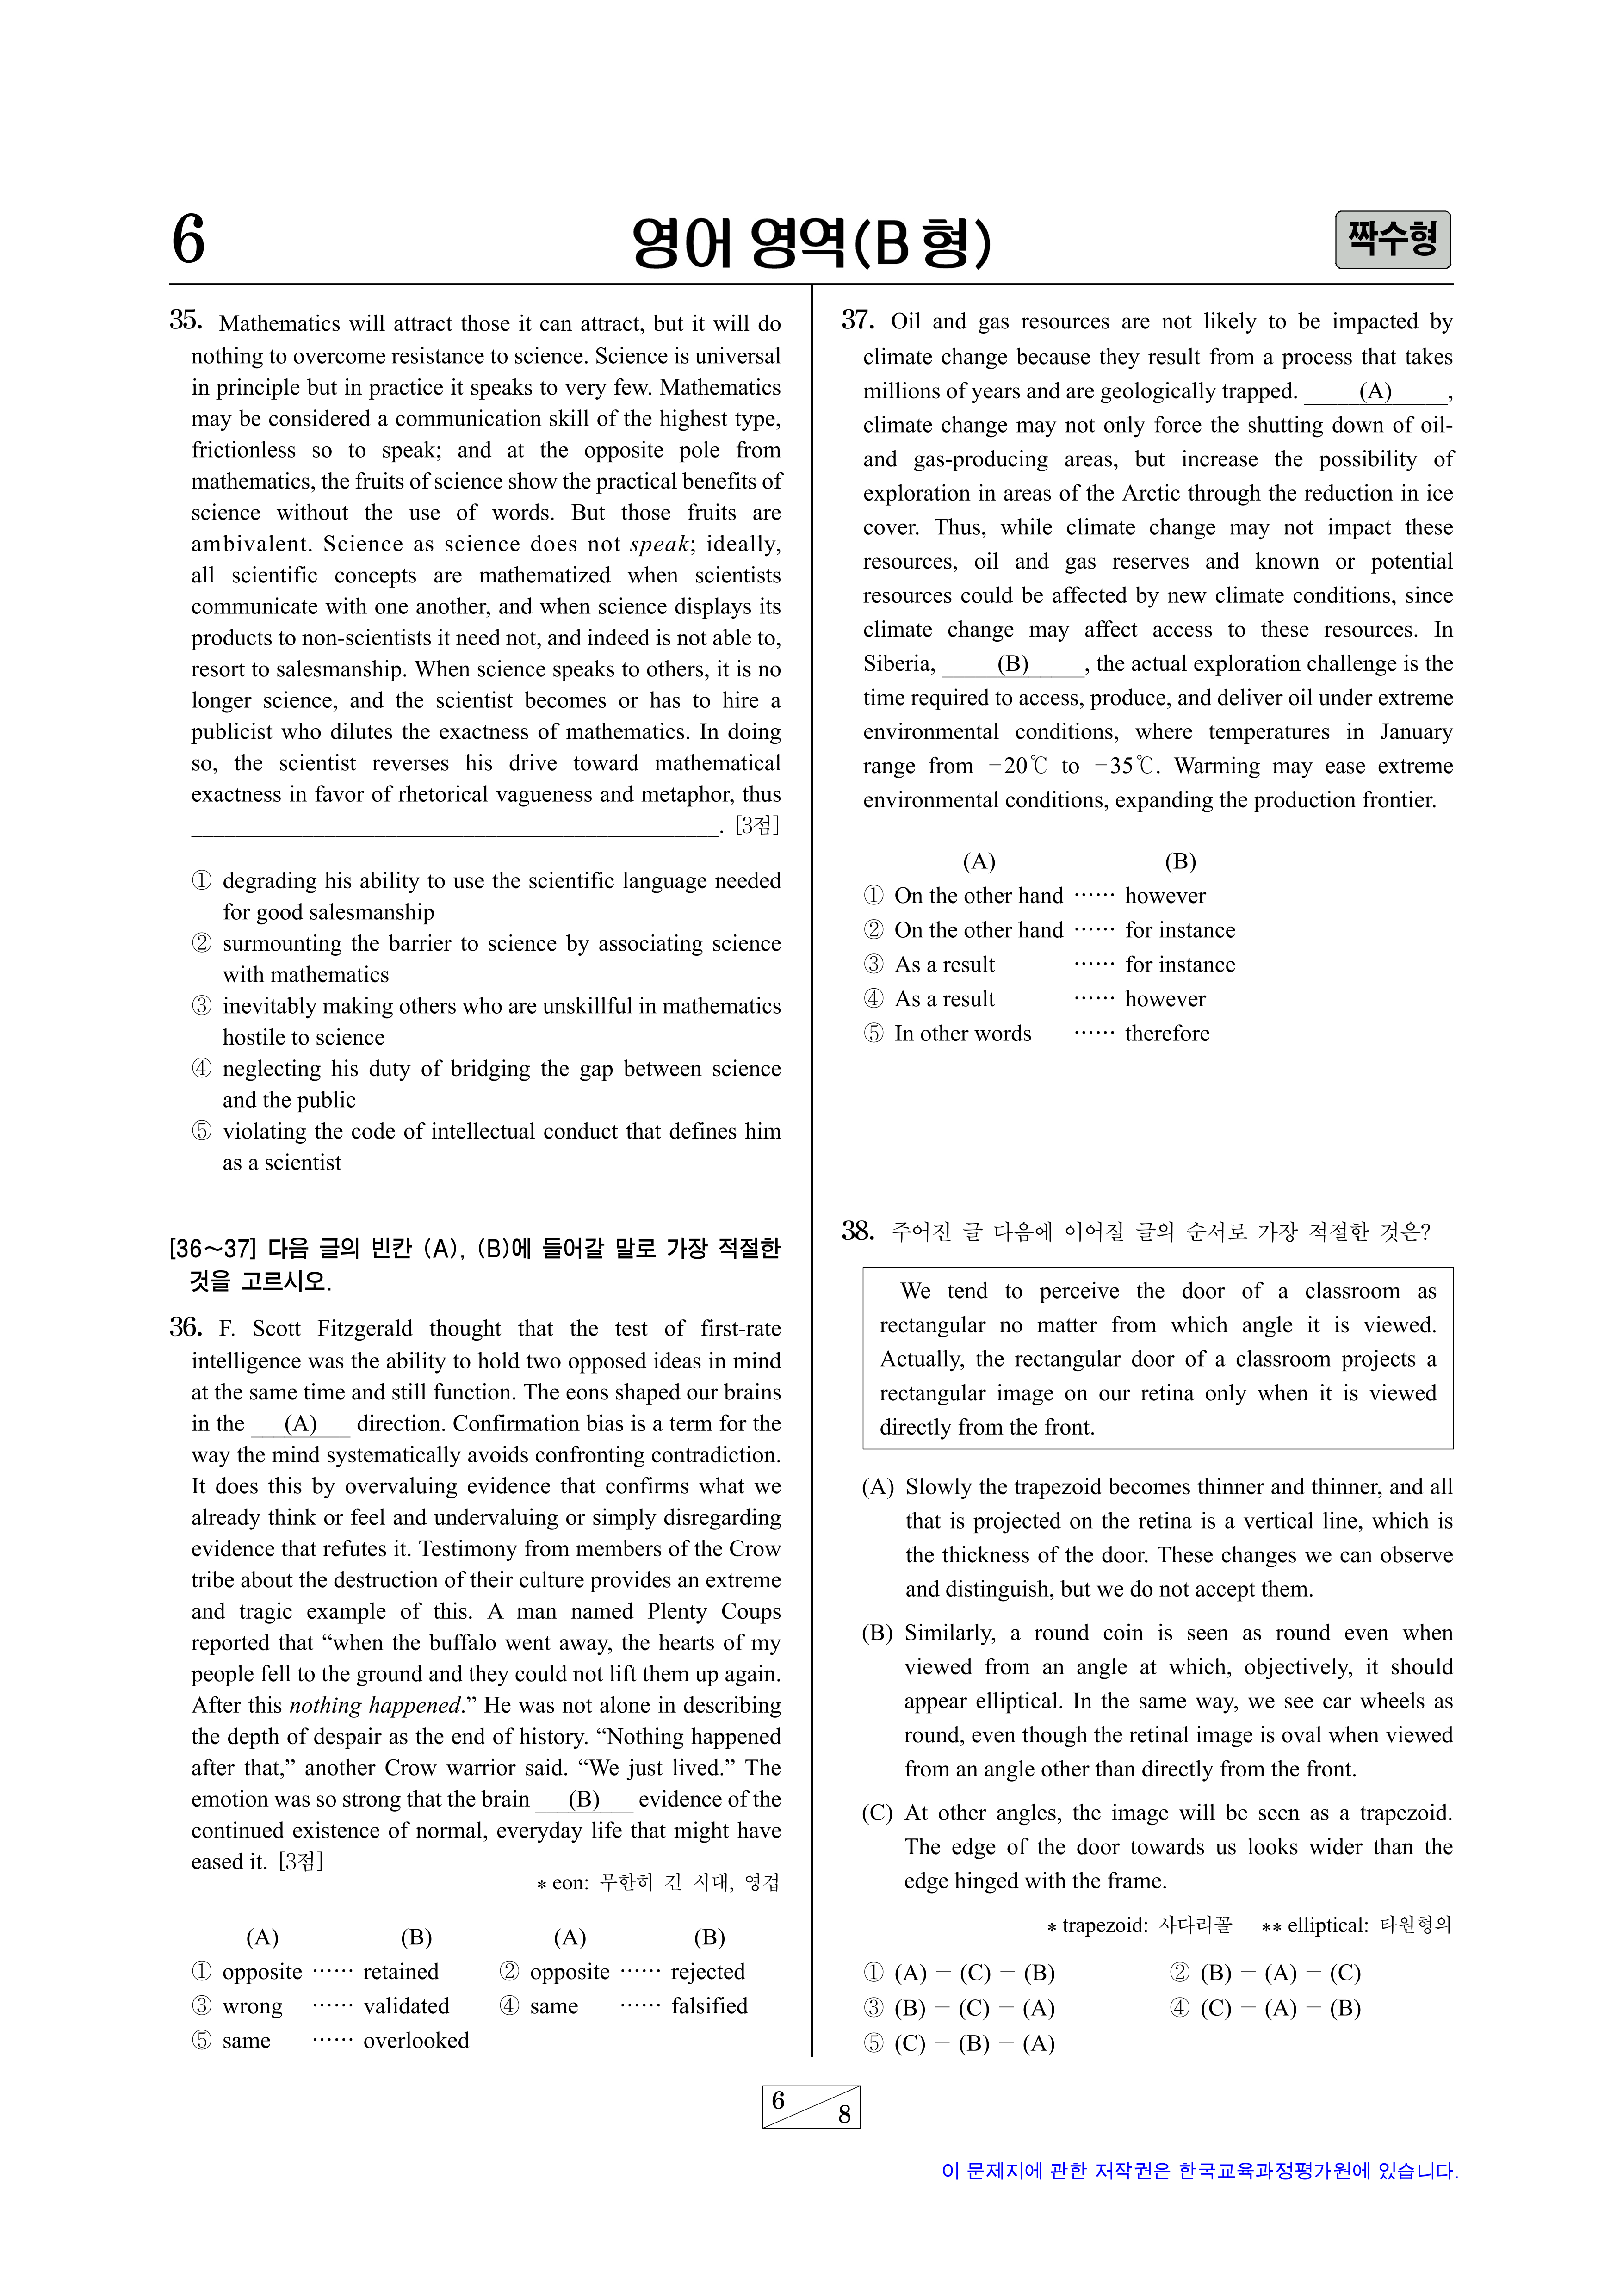 6
영어 영역(B 형)
짝수형
35. Mathematics will attract those it can attract, but it will do
nothing to overcome resistance to science. Science is universal
in principle but in practice it speaks to very few. Mathematics
may be considered a communication skill of the highest type,
frictionless so to speak; and at the opposite pole from
mathematics, the fruits of science show the practical benefits of
science without the use of words. But those fruits are
ambivalent. Science as science does not speak; ideally,
all scientific concepts are mathematized when scientists
communicate with one another, and when science displays its
products to non-scientists it need not, and indeed is not able to,
resort to salesmanship. When science speaks to others, it is no
longer science, and the scientist becomes or has to hire a
publicist who dilutes the exactness of mathematics. In doing
so, the scientist reverses his drive toward mathematical
exactness in favor of rhetorical vagueness and metaphor, thus
. [3점]
① degrading his ability to use the scientific language needed
for good salesmanship
② surmounting the barrier to science by associating science
with mathematics
③ inevitably making others who are unskillful in mathematics
hostile to science
④ neglecting his duty of bridging the gap between science
and the public
⑤ violating the code of intellectual conduct that defines him
as a scientist
[36~37] 다음 글의 빈칸 (A), (B)에 들어갈 말로 가장 적절한
것을 고르시오.
36. F. Scott Fitzgerald thought that the test of first-rate
intelligence was the ability to hold two opposed ideas in mind
at the same time and still function. The eons shaped our brains
in the (A) direction. Confirmation bias is a term for the
way the mind systematically avoids confronting contradiction.
It does this by overvaluing evidence that confirms what we
already think or feel and undervaluing or simply disregarding
evidence that refutes it. Testimony from members of the Crow
tribe about the destruction of their culture provides an extreme
and tragic example of this. A man named Plenty Coups
reported that “when the buffalo went away, the hearts of my
people fell to the ground and they could not lift them up again.
After this nothing happened.” He was not alone in describing
the depth of despair as the end of history. “Nothing happened
after that,” another Crow warrior said. “We just lived.” The
emotion was so strong that the brain (B) evidence of the
continued existence of normal, everyday life that might have
eased it. [3점]
* eon: 무한히 긴 시대, 영겁
(A) (B) (A) (B)
① opposite ⋯⋯ retained ② opposite ⋯⋯ rejected
③ wrong ⋯⋯ validated ④ same ⋯⋯ falsified
⑤ same ⋯⋯ overlooked
37. Oil and gas resources are not likely to be impacted by
climate change because they result from a process that takes
millions of years and are geologically trapped. (A) ,
climate change may not only force the shutting down of oil-
and gas-producing areas, but increase the possibility of
exploration in areas of the Arctic through the reduction in ice
cover. Thus, while climate change may not impact these
resources, oil and gas reserves and known or potential
resources could be affected by new climate conditions, since
climate change may affect access to these resources. In
Siberia, (B) , the actual exploration challenge is the
time required to access, produce, and deliver oil under extreme
environmental conditions, where temperatures in January
range from −20℃ to −35℃. Warming may ease extreme
environmental conditions, expanding the production frontier.
(A) (B)
① On the other hand ⋯⋯ however
② On the other hand ⋯⋯ for instance
③ As a result ⋯⋯ for instance
④ As a result ⋯⋯ however
⑤ In other words ⋯⋯ therefore
38. 주어진 글 다음에 이어질 글의 순서로 가장 적절한 것은?
We tend to perceive the door of a classroom as
rectangular no matter from which angle it is viewed.
Actually, the rectangular door of a classroom projects a
rectangular image on our retina only when it is viewed
directly from the front.
(A) Slowly the trapezoid becomes thinner and thinner, and all
that is projected on the retina is a vertical line, which is
the thickness of the door. These changes we can observe
and distinguish, but we do not accept them.
(B) Similarly, a round coin is seen as round even when
viewed from an angle at which, objectively, it should
appear elliptical. In the same way, we see car wheels as
round, even though the retinal image is oval when viewed
from an angle other than directly from the front.
(C) At other angles, the image will be seen as a trapezoid.
The edge of the door towards us looks wider than the
edge hinged with the frame.
* trapezoid: 사다리꼴 ** elliptical: 타원형의
① (A) − (C) − (B) ② (B) − (A) − (C)
③ (B) − (C) − (A) ④ (C) − (A) − (B)
⑤ (C) − (B) − (A)
6
8
이 문제지에 관한 저작권은 한국교육과정평가원에 있습니다.